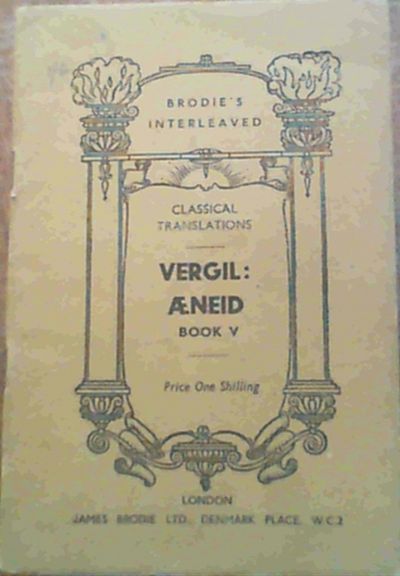 BRODIE'S
INTERLEAVED
CLASSICAL
TRANSLATIONS
VERGIL:
ÆNEID
BOOK V
Price One Shilling
LONDON
JAMES BRODIE LTD., DENMARK PLACE, W.C.2